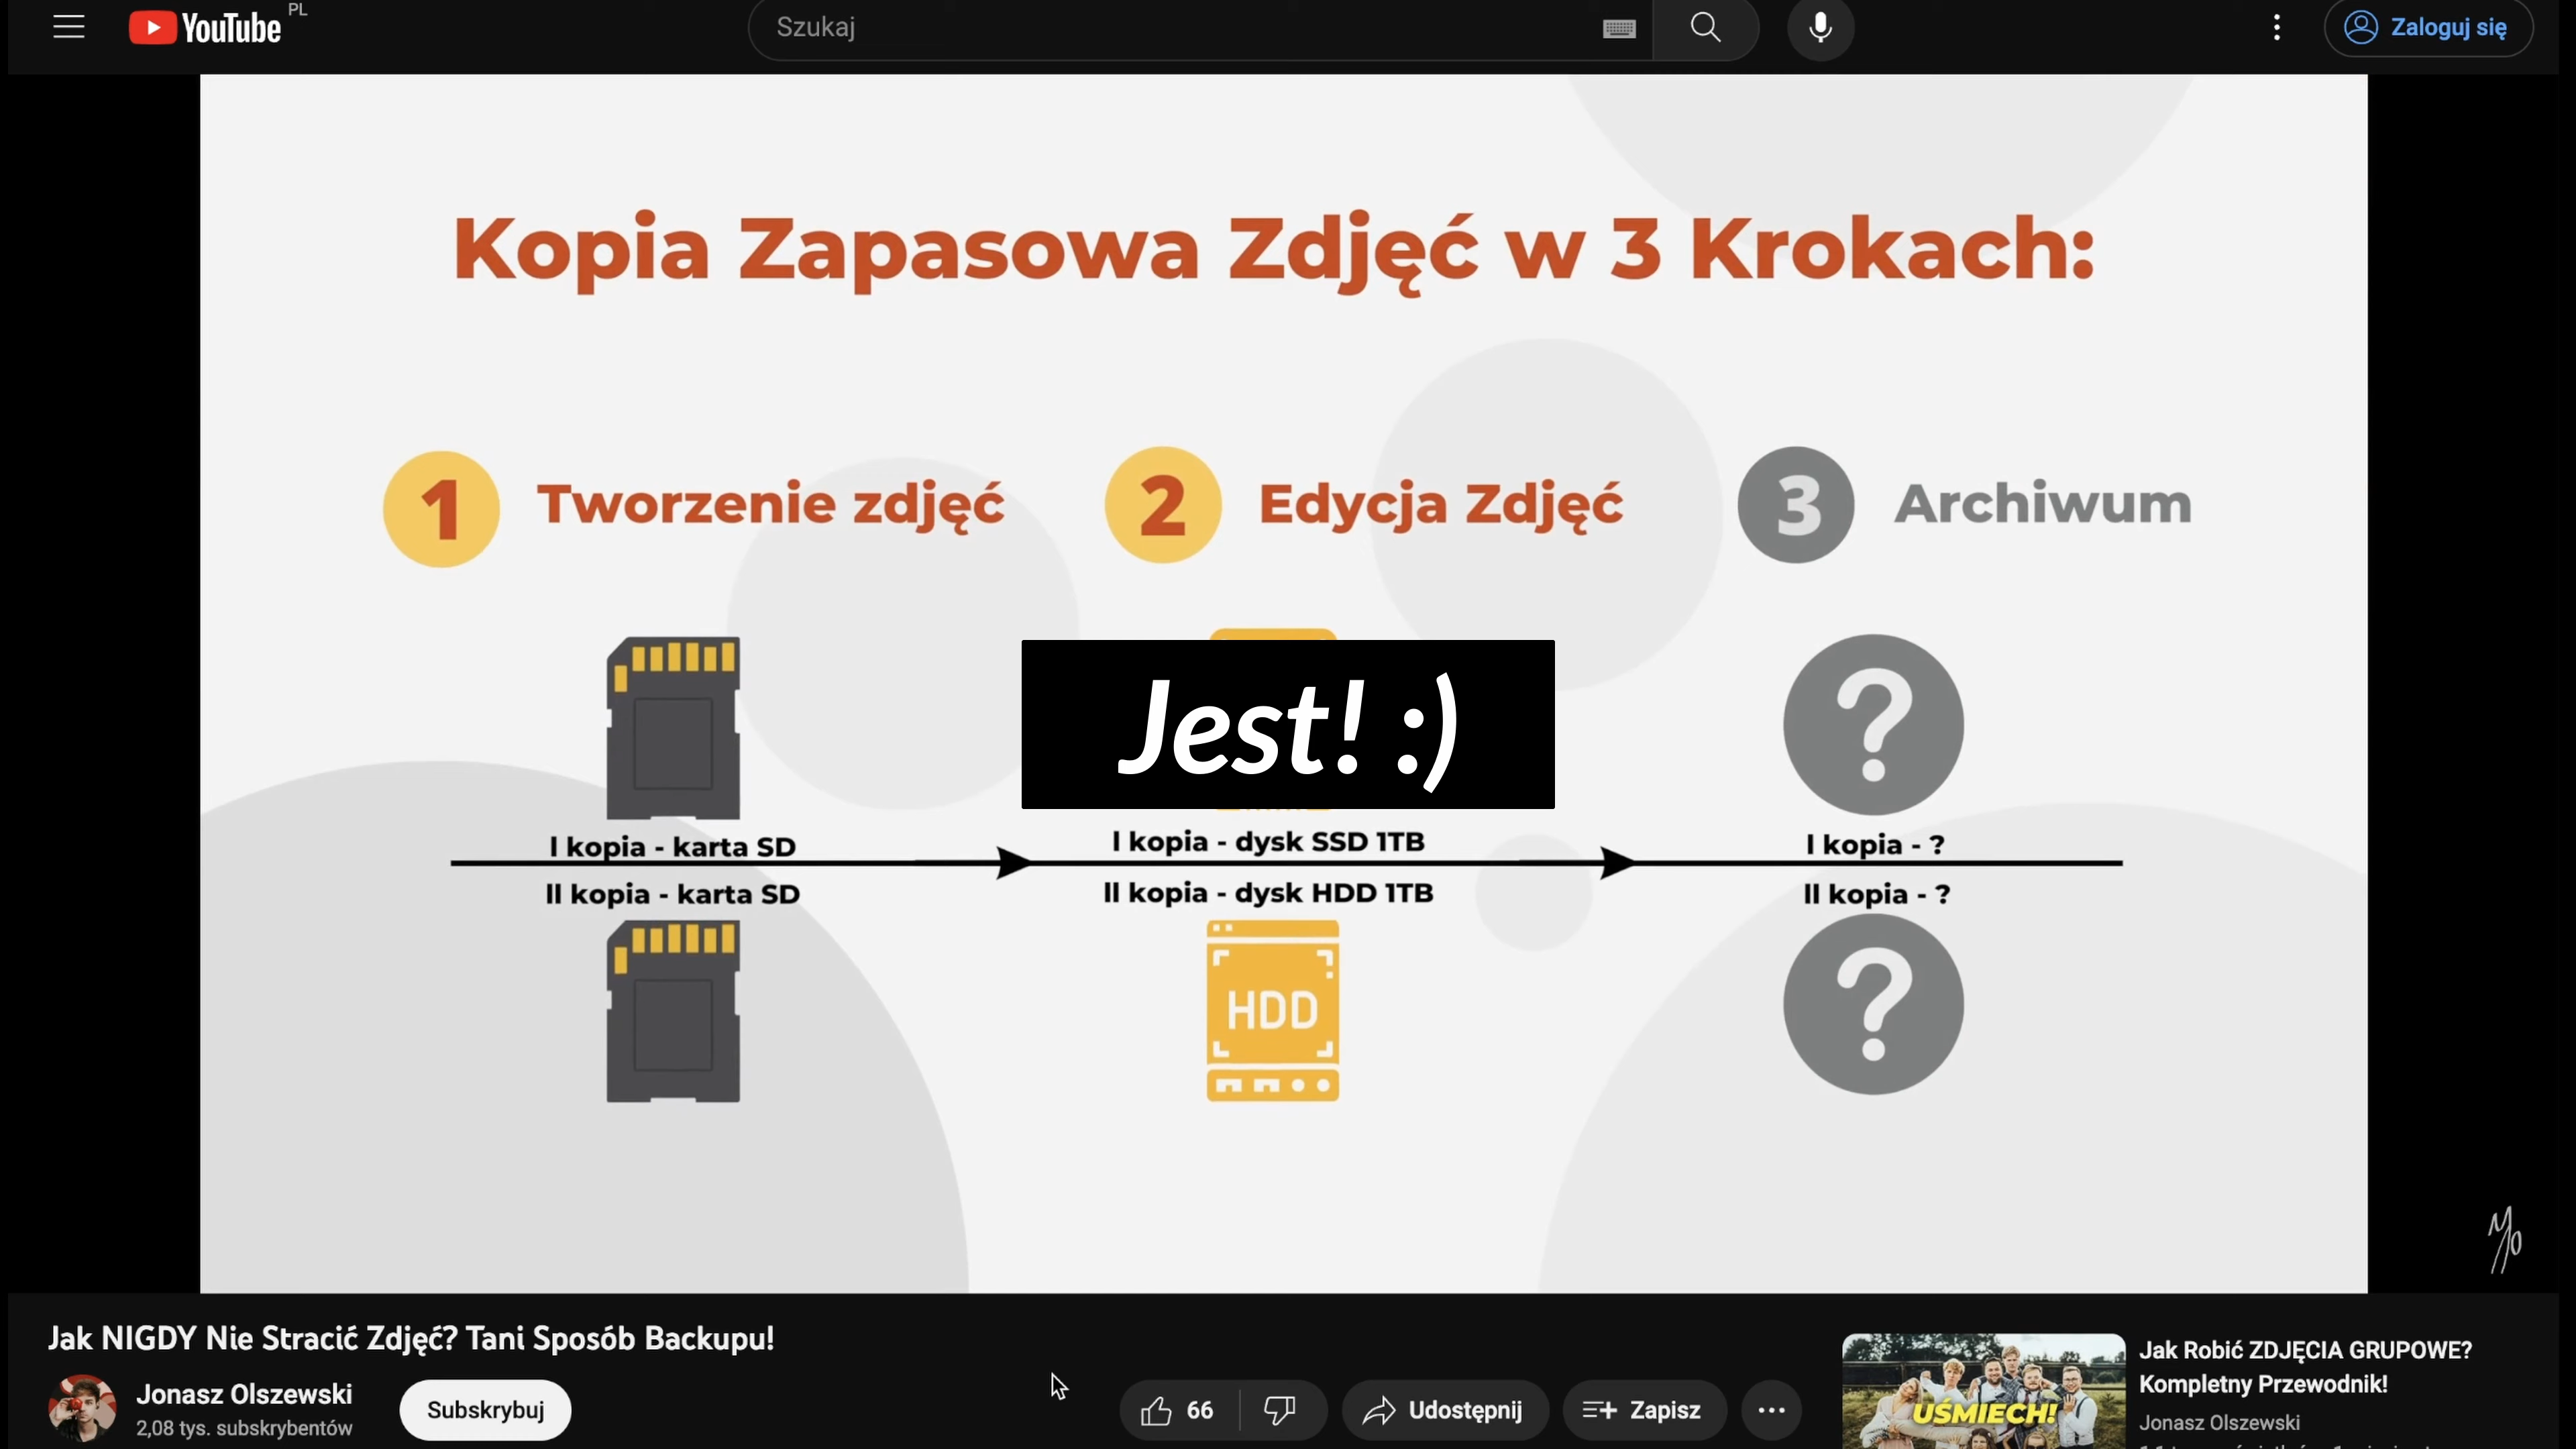 YouTube PL
Szukaj
Zaloguj się
Kopia Zapasowa Zdjęć w 3 Krokach:
1 Tworzenie zdjęć
2 Edycja Zdjęć
3 Archiwum
Jest! :)
?
I kopia - karta SD
I kopia - dysk SSD 1TB
I kopia - ?
II kopia - karta SD
II kopia - dysk HDD 1TB
II kopia - ?
HDD
?
Jak NIGDY Nie Stracić Zdjęć? Tani Sposób Backupu!
Jonasz Olszewski
2,08 tys. subskrybentów
Subskrybuj
66
Udostępnij
Zapisz
UŚMIECH!
Jak Robić ZDJĘCIA GRUPOWE?
Kompletny Przewodnik!
Jonasz Olszewski